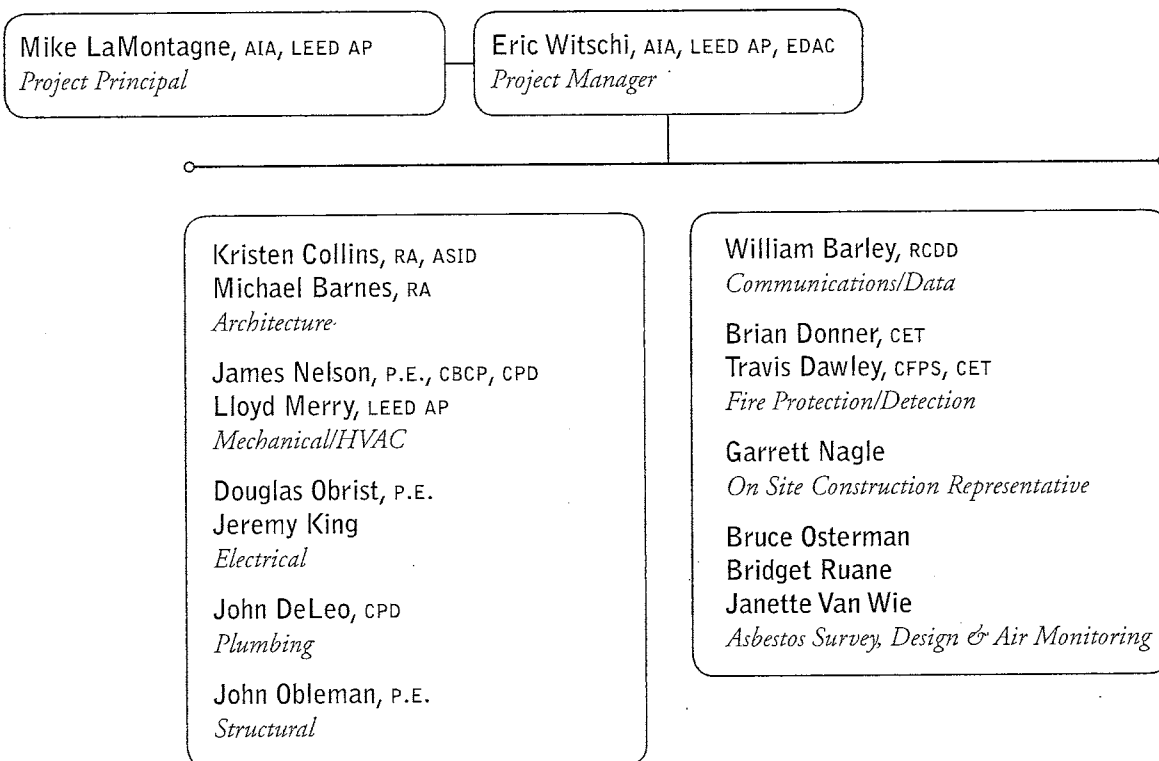 Mike LaMontagne, AIA, LEED AP
Project Principal
Eric Witschi, AIA, LEED AP, EDAC
Project Manager
Kristen Collins, RA, ASID
Michael Barnes, RA
Architecture
James Nelson, P.E., CBCP, CPD
Lloyd Merry, LEED AP
Mechanical/HVAC
Douglas Obrist, P.E.
Jeremy King
Electrical
John DeLeo, CPD
Plumbing
John Obleman, P.E.
Structural
William Barley, RCDD
Communications/Data
Brian Donner, CET
Travis Dawley, CFPS, CET
Fire Protection/Detection
Garrett Nagle
On Site Construction Representative
Bruce Osterman
Bridget Ruane
Janette Van Wie
Asbestos Survey, Design & Air Monitoring